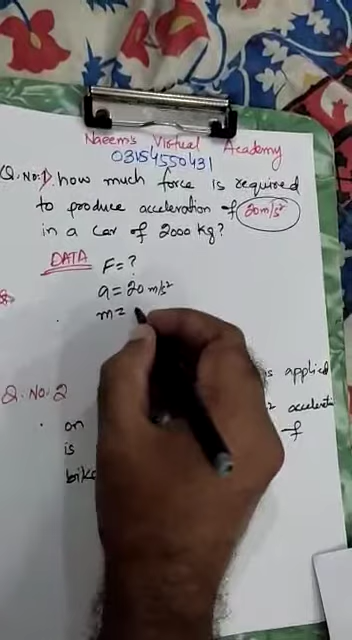 Naeem's Virtual Academy
03154550431
Q.No:1) how much force is required
to produce acceleration of 20m/s²
in a car of 2000 kg?
DATA
F = ?
a = 20 m/s²
m =
Q.No.2
is applied
on acceleration
is of
bike